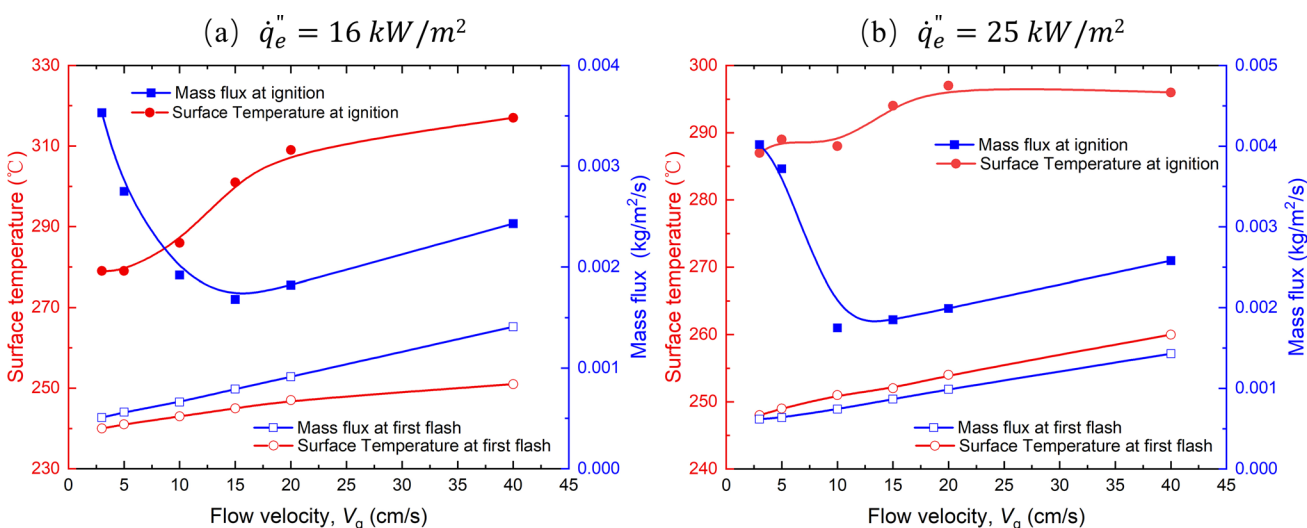 (a) q̇ₑ" = 16 kW/m²
330
310
290
270
250
230
Surface temperature (℃)
Mass flux at ignition
Surface Temperature at ignition
Mass flux at first flash
Surface Temperature at first flash
0.004
0.003
0.002
0.001
0.000
Mass flux (kg/m²/s)
0 5 10 15 20 25 30 35 40 45
Flow velocity, Vg (cm/s)
(b) q̇ₑ" = 25 kW/m²
300
290
280
270
260
250
240
Surface temperature (℃)
Mass flux at ignition
Surface Temperature at ignition
Mass flux at first flash
Surface Temperature at first flash
0.005
0.004
0.003
0.002
0.001
0.000
Mass flux (kg/m²/s)
0 5 10 15 20 25 30 35 40 45
Flow velocity, Vg (cm/s)